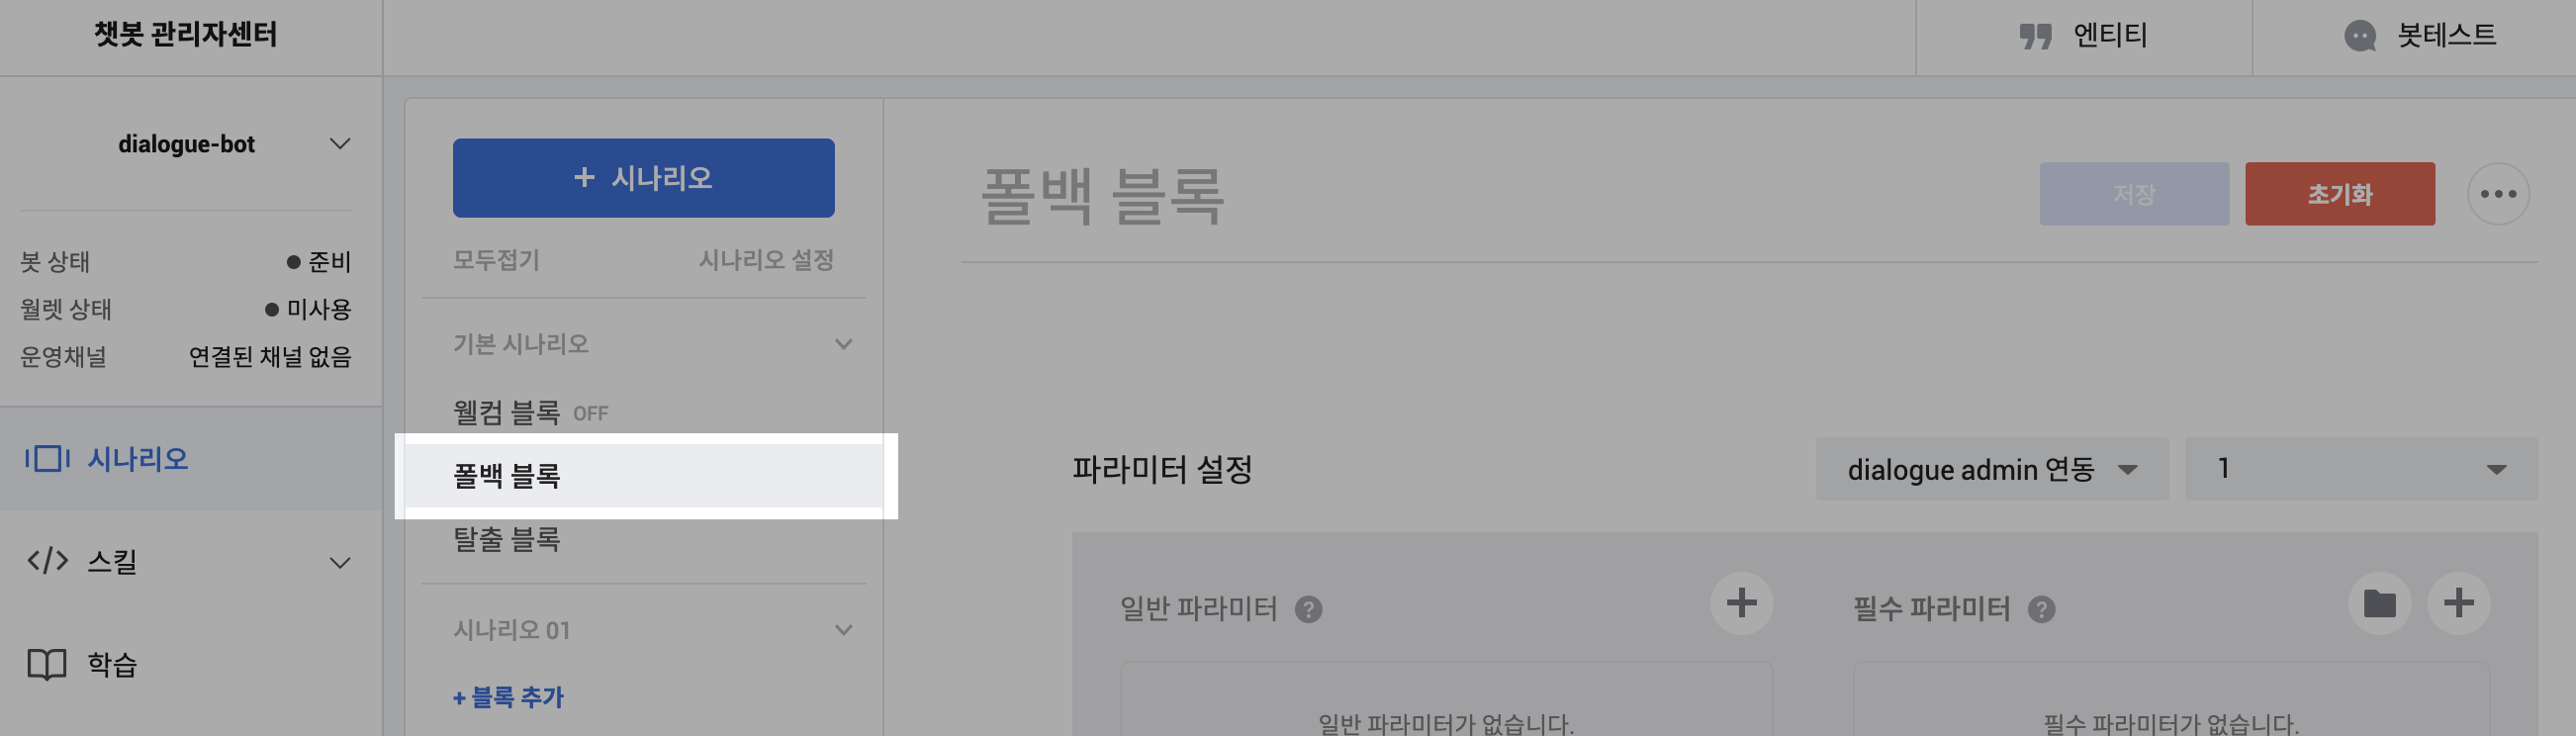 챗봇 관리자센터
엔티티
봇테스트
dialogue-bot
봇 상태
준비
월렛 상태
미사용
운영채널
연결된 채널 없음
시나리오
스킬
학습
+ 시나리오
모두접기
시나리오 설정
기본 시나리오
웰컴 블록 OFF
폴백 블록
탈출 블록
시나리오 01
+ 블록 추가
폴백 블록
저장
초기화
파라미터 설정
dialogue admin 연동
1
일반 파라미터 ?
필수 파라미터 ?
일반 파라미터가 없습니다.
필수 파라미터가 없습니다.